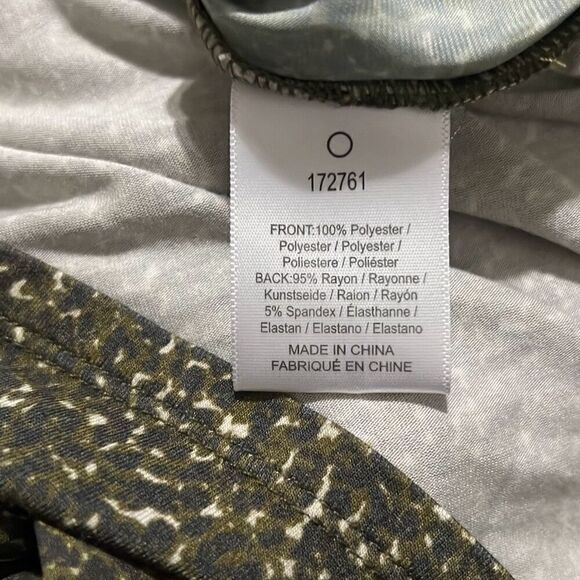 172761
FRONT:100% Polyester /
Polyester / Polyester /
Poliestere / Poliéster
BACK:95% Rayon / Rayonne /
Kunstseide / Raion / Rayón
5% Spandex / Élasthanne /
Elastan / Elastano / Elastano
MADE IN CHINA
FABRIQUÉ EN CHINE